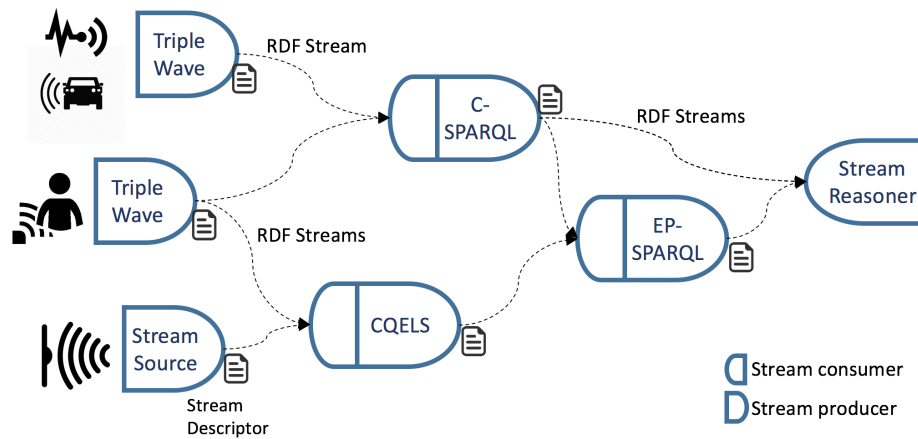 Triple
Wave
RDF Stream
C-
SPARQL
RDF Streams
Stream
Reasoner
Triple
Wave
RDF Streams
EP-
SPARQL
Stream
Source
CQELS
Stream
Descriptor
Stream consumer
Stream producer